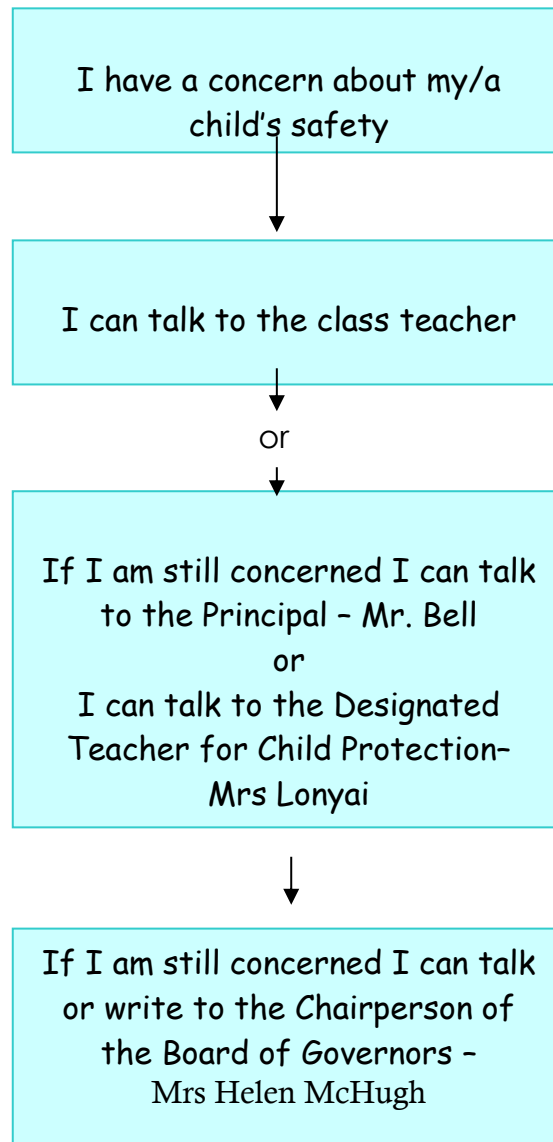 I have a concern about my/a
child's safety
I can talk to the class teacher
or
If I am still concerned I can talk
to the Principal – Mr. Bell
or
I can talk to the Designated
Teacher for Child Protection–
Mrs Lonyai
If I am still concerned I can talk
or write to the Chairperson of
the Board of Governors –
Mrs Helen McHugh